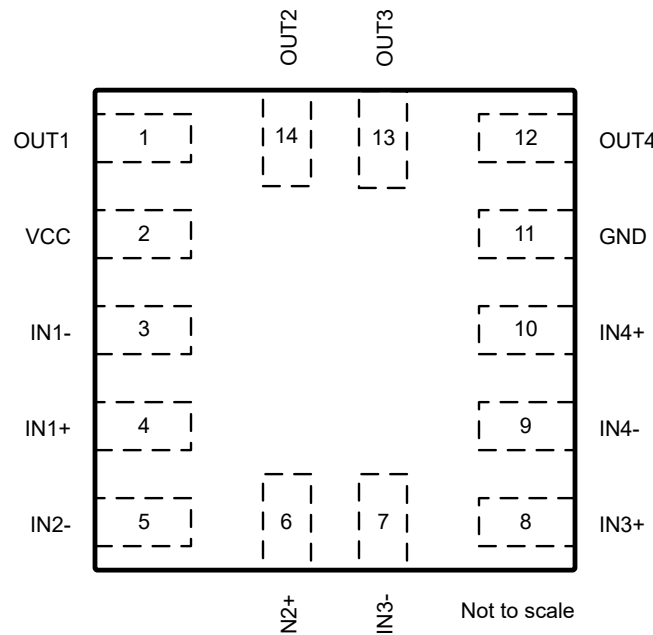 OUT2
OUT3
OUT1
1
14
13
12
OUT4
VCC
2
11
GND
IN1-
3
10
IN4+
IN1+
4
9
IN4-
IN2-
5
6
7
8
IN3+
N2+
IN3-
Not to scale